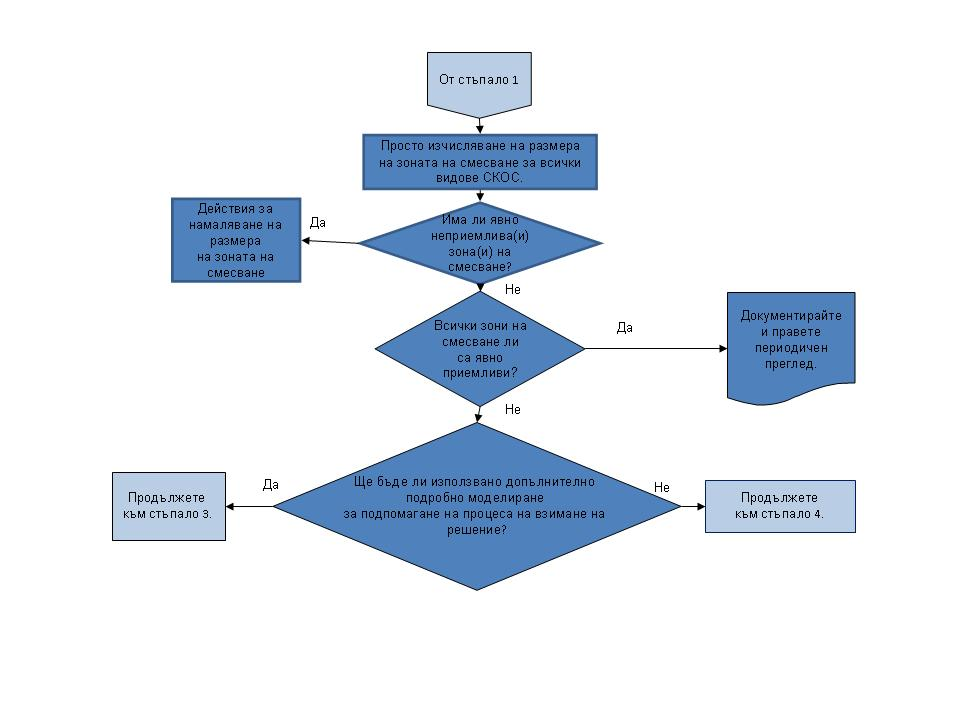 От стъпало 1
Просто изчисляване на размера
на зоната на смесване за всички
видове СКОС.
Действия за
намаляване на
размера
на зоната на
смесване
Да
Има ли явно
неприемлива(и)
зона(и) на
смесване?
Не
Всички зони на
смесване ли
са явно
приемливи?
Да
Документирайте
и правете
периодичен
преглед.
Не
Ще бъде ли използвано допълнително
подробно моделиране
за подпомагане на процеса на взимане на
решение?
Да
Продължете
към стъпало 3.
Не
Продължете
към стъпало 4.